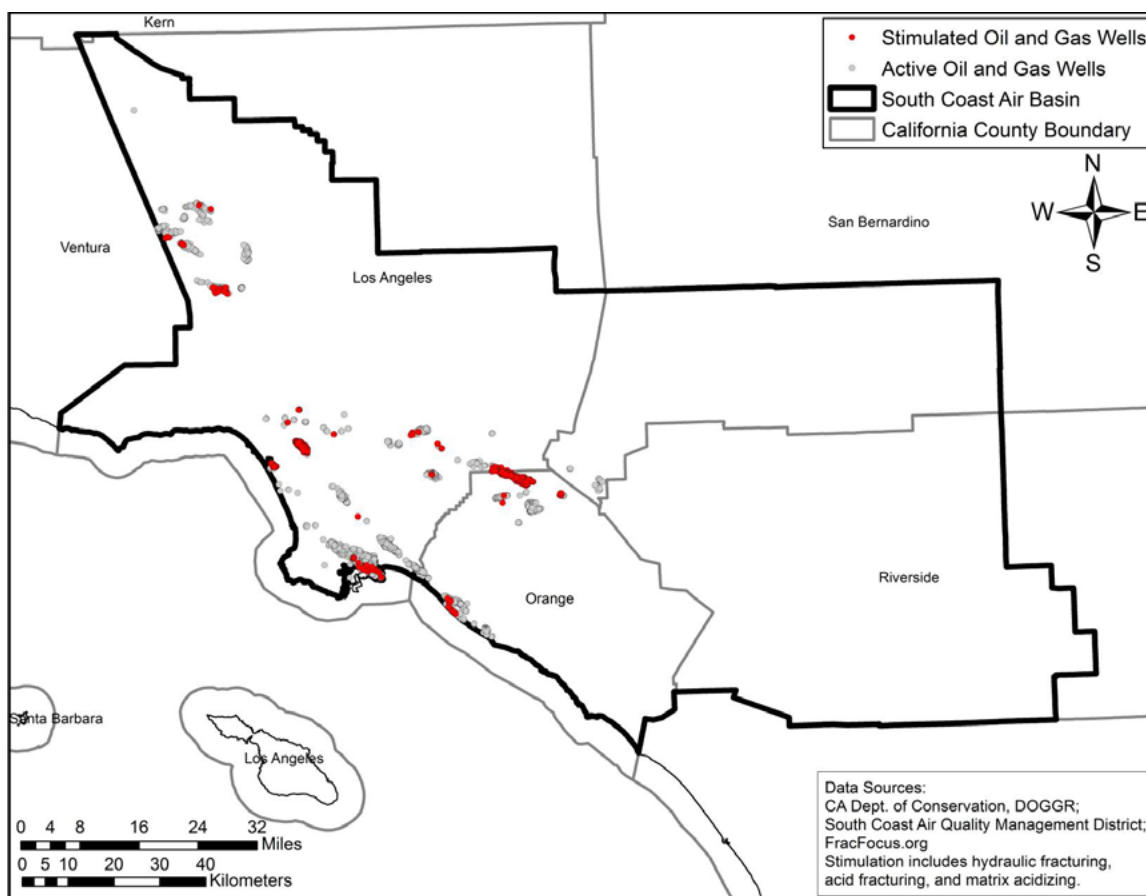 Kern
Stimulated Oil and Gas Wells
Active Oil and Gas Wells
South Coast Air Basin
California County Boundary
N
W E
S
San Bernardino
Ventura
Los Angeles
Riverside
Orange
Santa Barbara
Los Angeles
0 4 8 16 24 32
Miles
0 5 10 20 30 40
Kilometers
Data Sources:
CA Dept. of Conservation, DOGGR;
South Coast Air Quality Management District;
FracFocus.org
Stimulation includes hydraulic fracturing,
acid fracturing, and matrix acidizing.